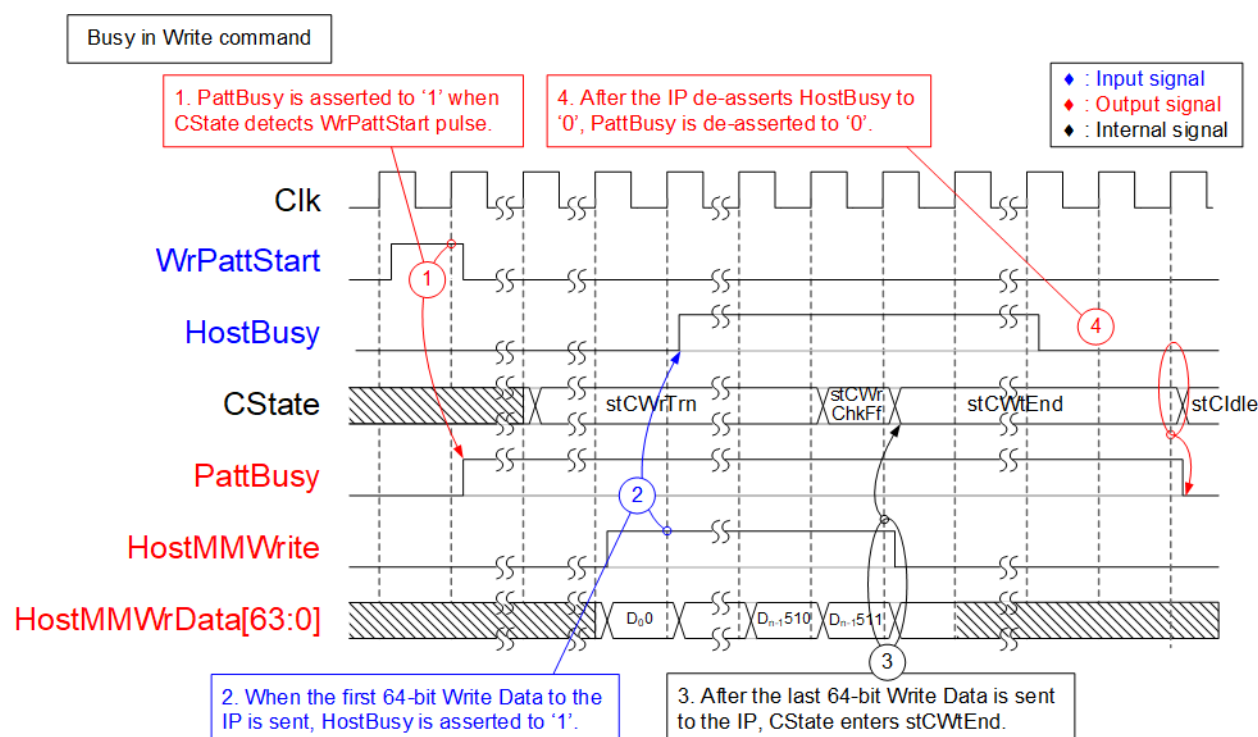 Busy in Write command
1. PattBusy is asserted to ‘1’ when
CState detects WrPattStart pulse.
4. After the IP de-asserts HostBusy to
‘0’, PattBusy is de-asserted to ‘0’.
♦ : Input signal
♦ : Output signal
♦ : Internal signal
Clk
WrPattStart
1
HostBusy
4
CState
stCWrTrn
stCWr
ChkFf
stCWtEnd
stCIdle
PattBusy
2
HostMMWrite
HostMMWrData[63:0]
D₀0
Dₙ₋₁510
Dₙ₋₁511
3
2. When the first 64-bit Write Data to the
IP is sent, HostBusy is asserted to ‘1’.
3. After the last 64-bit Write Data is sent
to the IP, CState enters stCWtEnd.